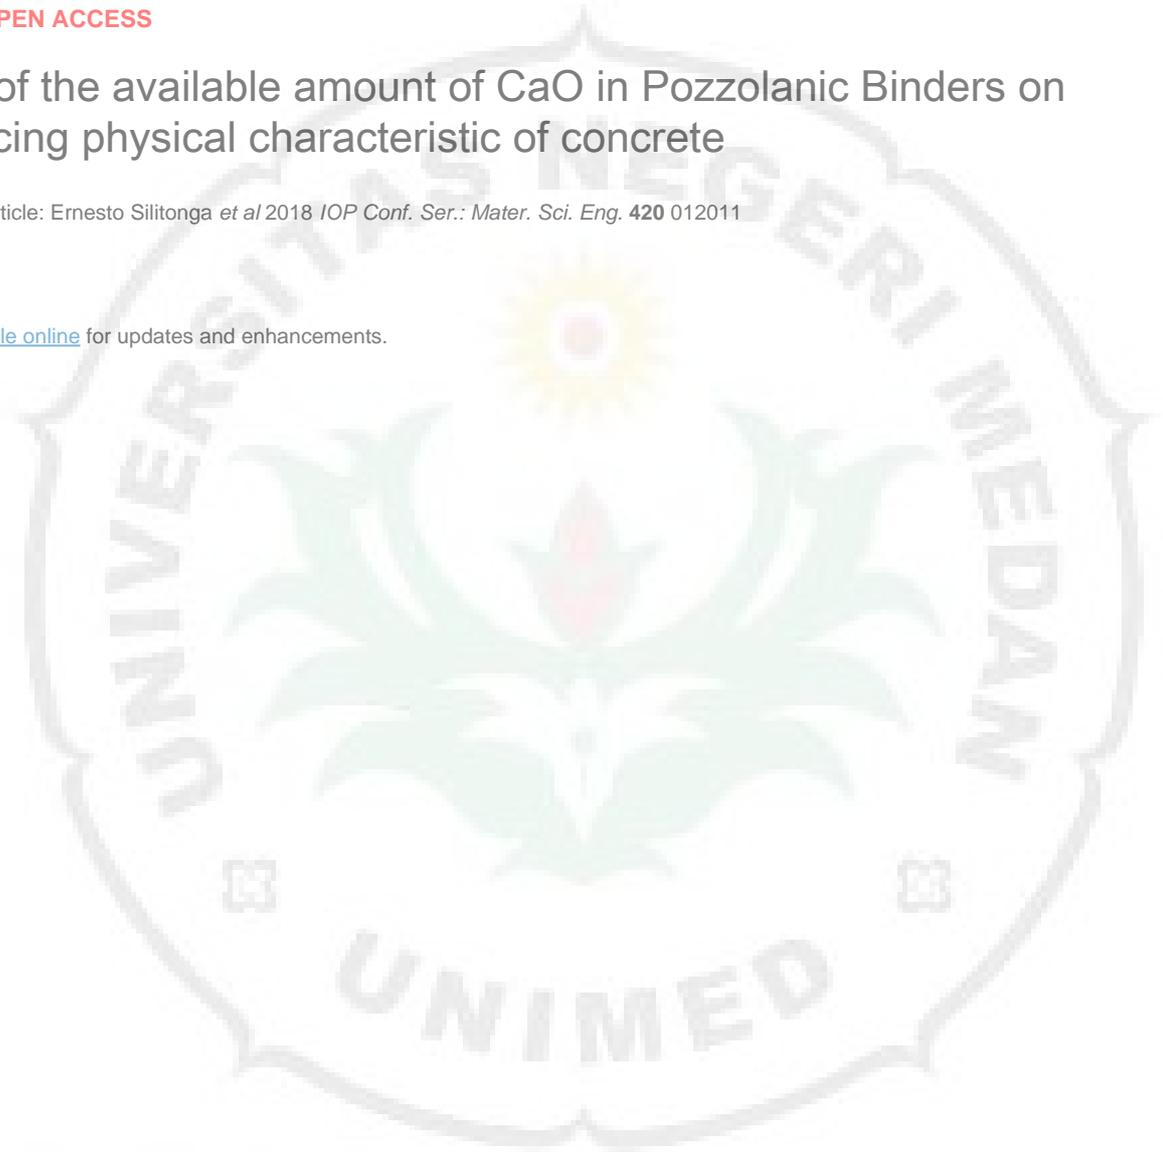 PEN ACCESS
of the available amount of CaO in Pozzolanic Binders on
cing physical characteristic of concrete
ticle: Ernesto Silitonga et al 2018 IOP Conf. Ser.: Mater. Sci. Eng. 420 012011
le online for updates and enhancements.
UNIVERSITAS NEGERI MEDAN
UNIMED